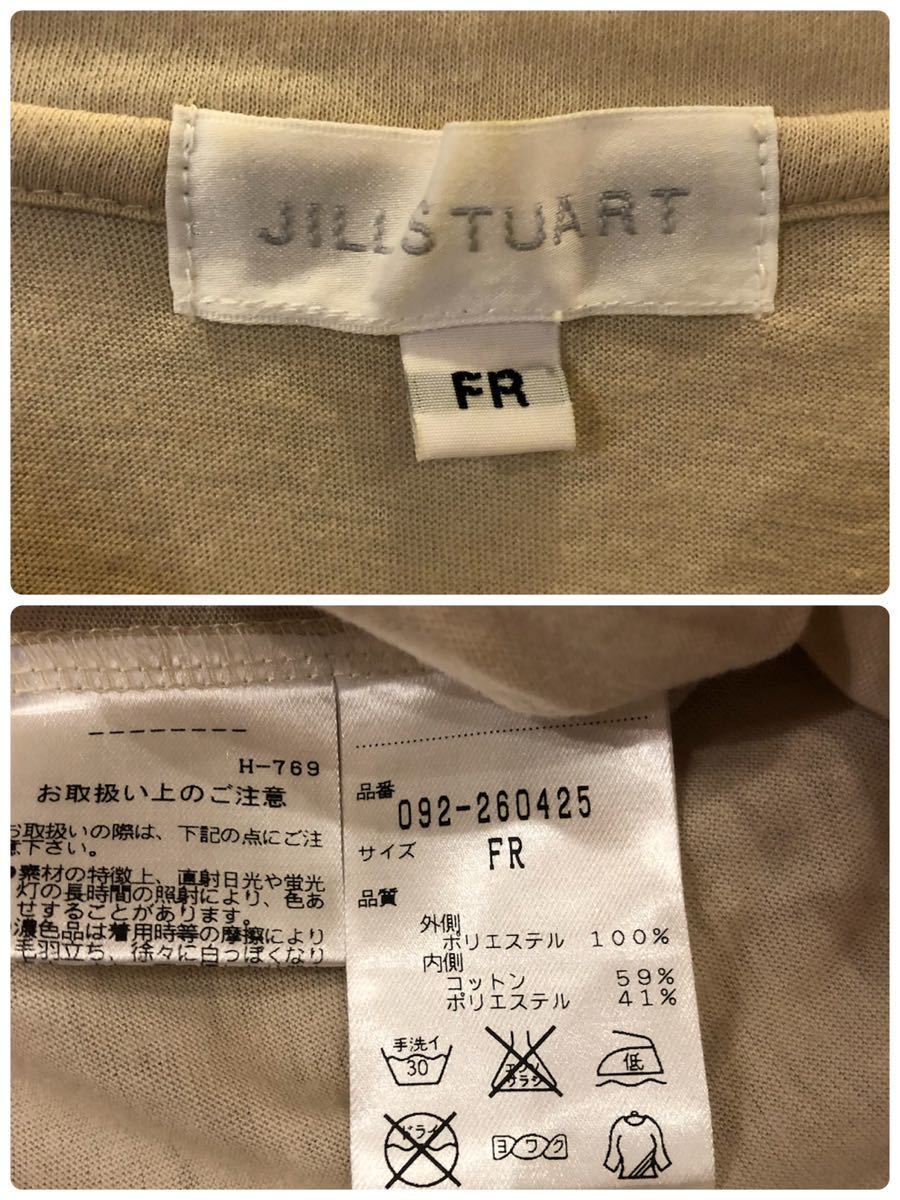 JILLSTUART
FR
H-769
お取扱い上のご注意
お取扱いの際は、下記の点にご注
意下さい。
●素材の特徴上、直射日光や蛍光
灯の長時間の照射により、色あ
せすることがあります。
●濃色品は着用時等の摩擦により
毛羽立ち、徐々に白っぽくなり
品番
092-260425
サイズ FR
品質
外側
ポリエステル 100%
内側
コットン 59%
ポリエステル 41%
手洗イ
30
エンソ
サラシ
低
ドライ
ヨワク